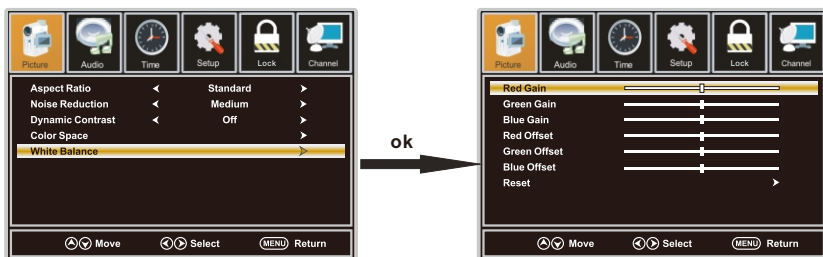 Picture Audio Time Setup Lock Channel
Aspect Ratio Standard
Noise Reduction Medium
Dynamic Contrast Off
Color Space
White Balance
Move Select MENU Return
ok
Picture Audio Time Setup Lock Channel
Red Gain
Green Gain
Blue Gain
Red Offset
Green Offset
Blue Offset
Reset
Move Select MENU Return